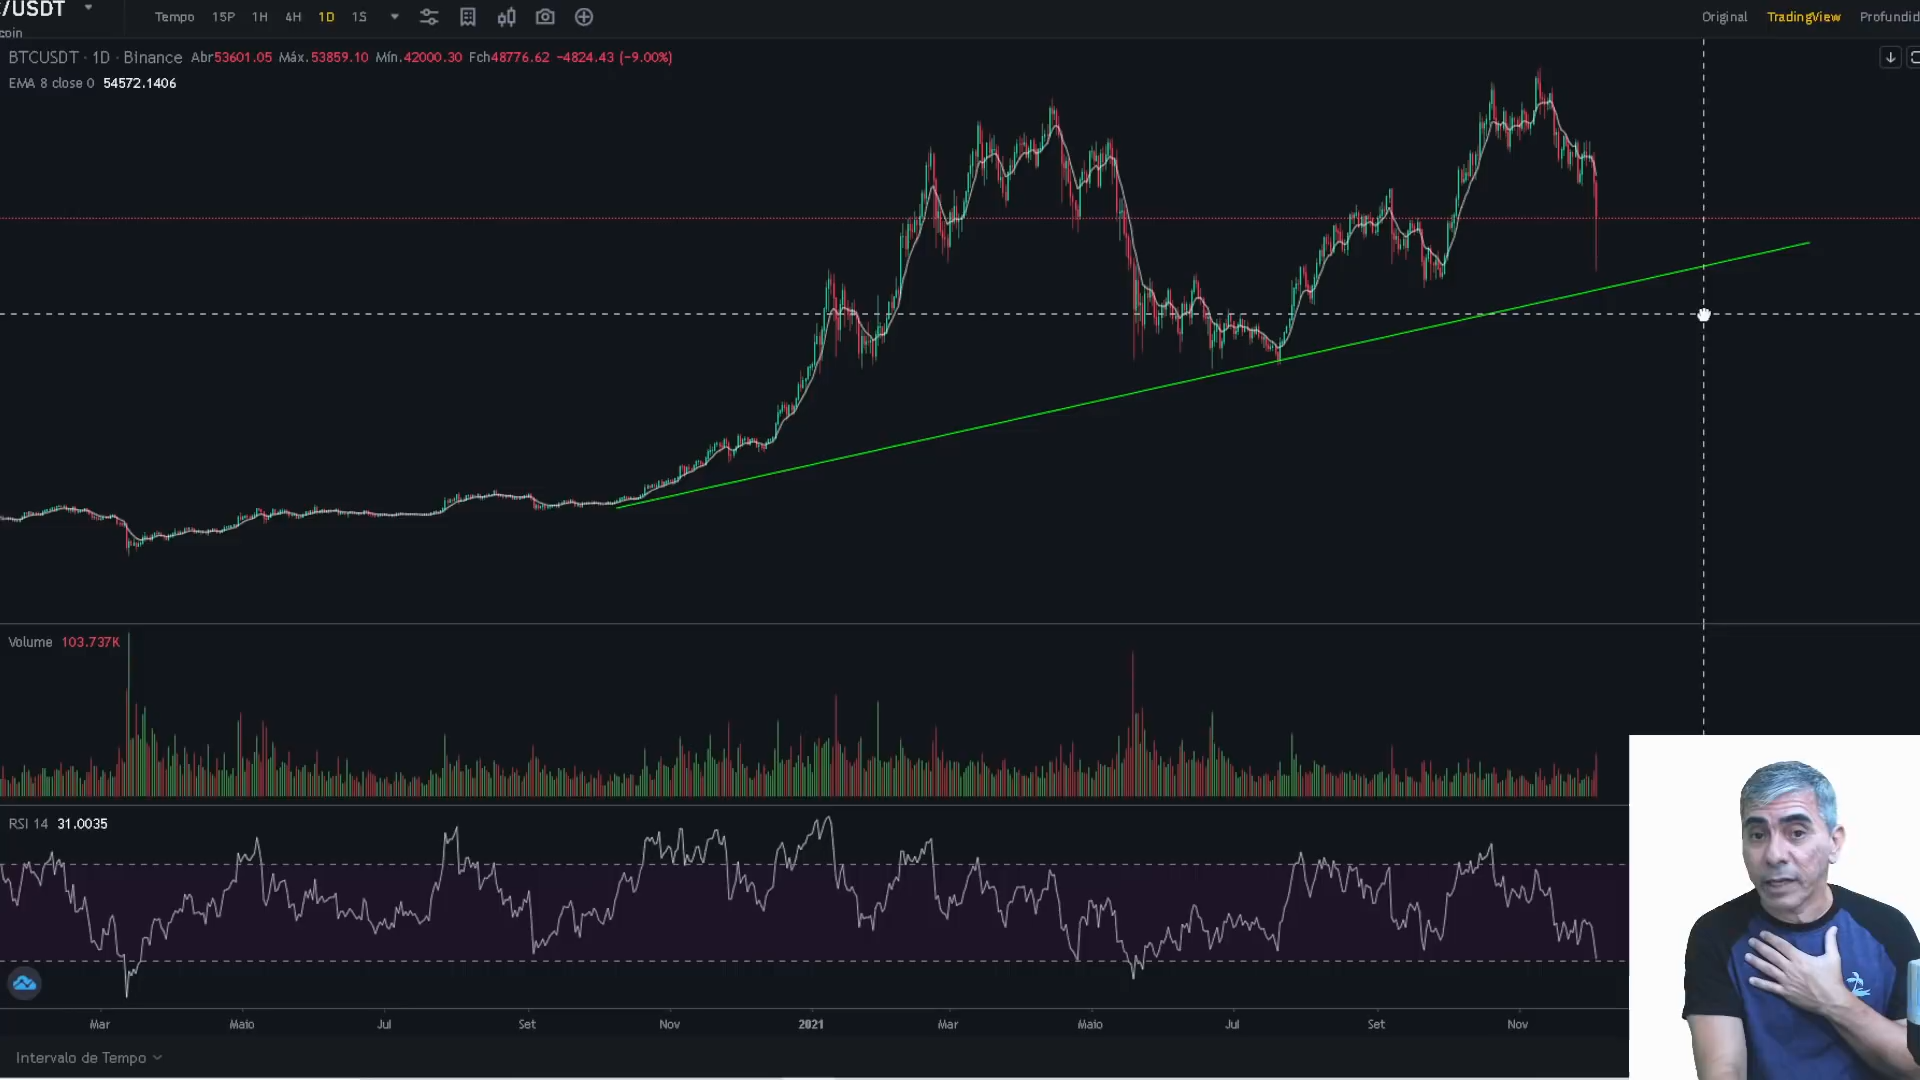 /USDT
coin
Tempo 15P 1H 4H 1D 1S
Original TradingView Profundid
BTCUSDT · 1D · Binance Abr53601.05 Máx.53859.10 Mín.42000.30 Fch48776.62 −4824.43 (−9.00%)
EMA 8 close 0 54572.1406
Volume 103.737K
RSI 14 31.0035
Mar Maio Jul Set Nov 2021 Mar Maio Jul Set Nov
Intervalo de Tempo